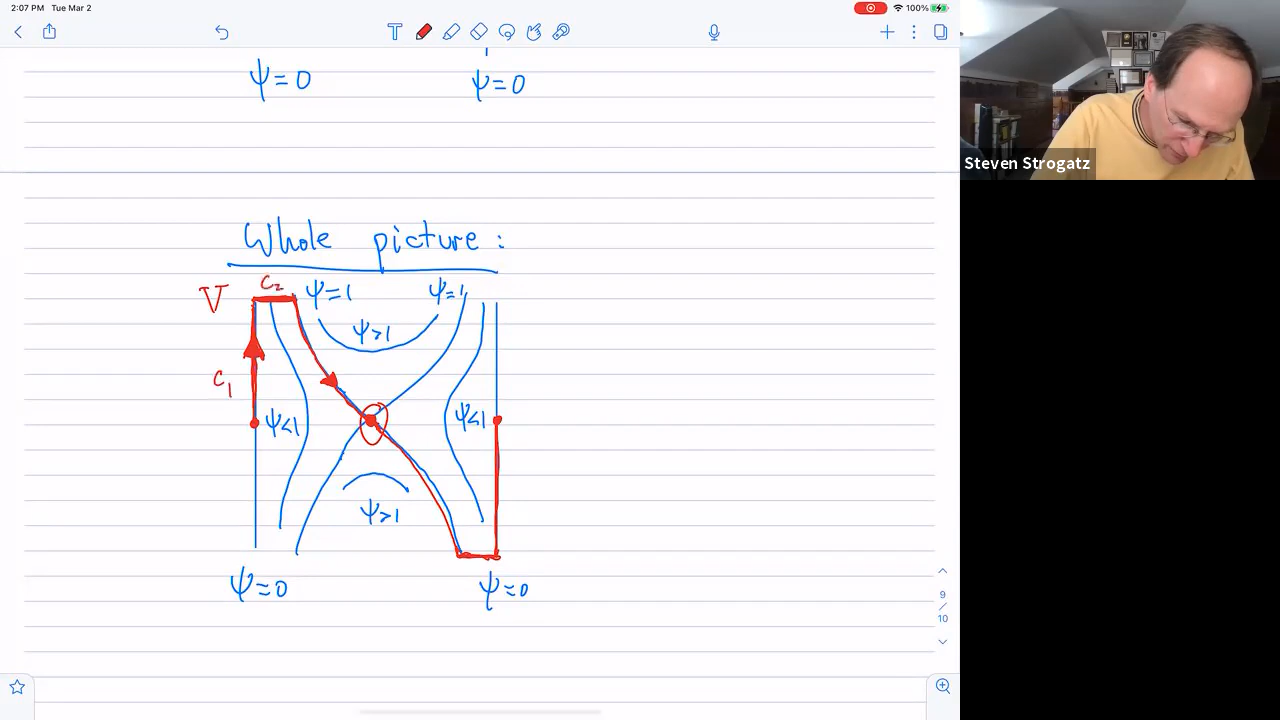 2:07 PM Tue Mar 2
100%
T
ψ = 0 ψ = 0
Steven Strogatz
Whole picture :
V C₂ ψ = 1 ψ = 1
ψ > 1
C₁
ψ < 1 ψ < 1
ψ > 1
ψ = 0 ψ = 0
9
/
10